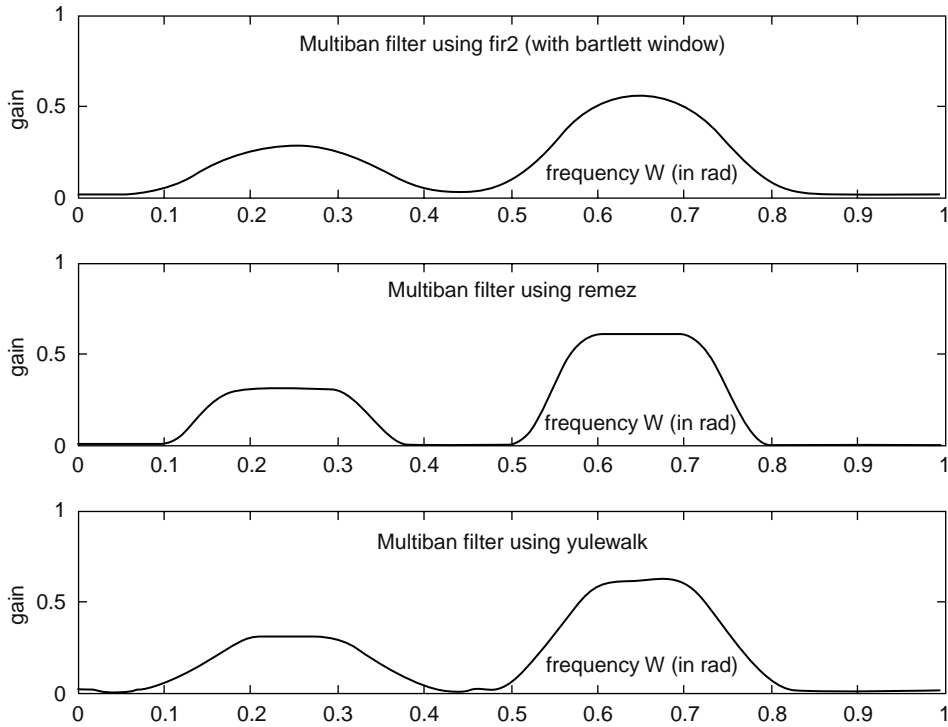 1
Multiban filter using fir2 (with bartlett window)
gain
0.5
frequency W (in rad)
0
0 0.1 0.2 0.3 0.4 0.5 0.6 0.7 0.8 0.9 1
1
Multiban filter using remez
gain
0.5
frequency W (in rad)
0
0 0.1 0.2 0.3 0.4 0.5 0.6 0.7 0.8 0.9 1
1
Multiban filter using yulewalk
gain
0.5
frequency W (in rad)
0
0 0.1 0.2 0.3 0.4 0.5 0.6 0.7 0.8 0.9 1